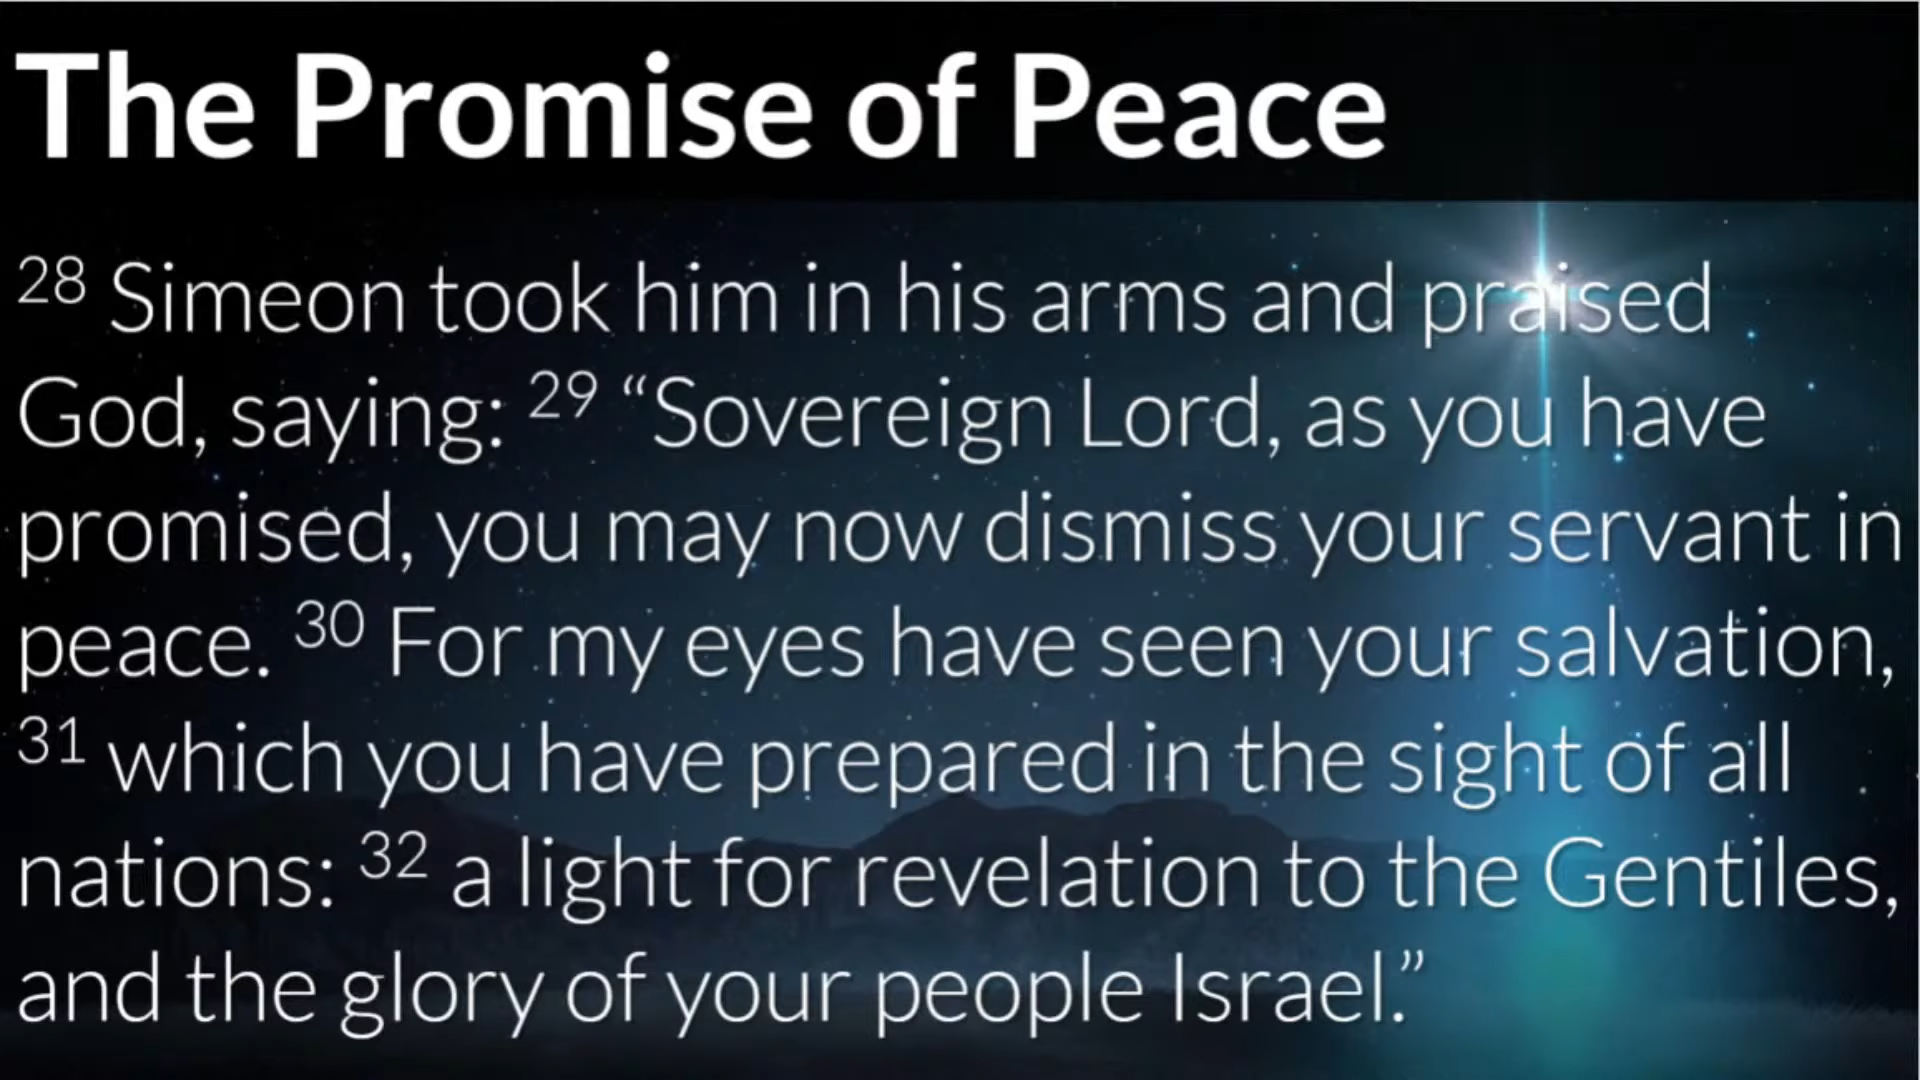 The Promise of Peace
28 Simeon took him in his arms and praised
God, saying: 29 “Sovereign Lord, as you have
promised, you may now dismiss your servant in
peace. 30 For my eyes have seen your salvation,
31 which you have prepared in the sight of all
nations: 32 a light for revelation to the Gentiles,
and the glory of your people Israel.”